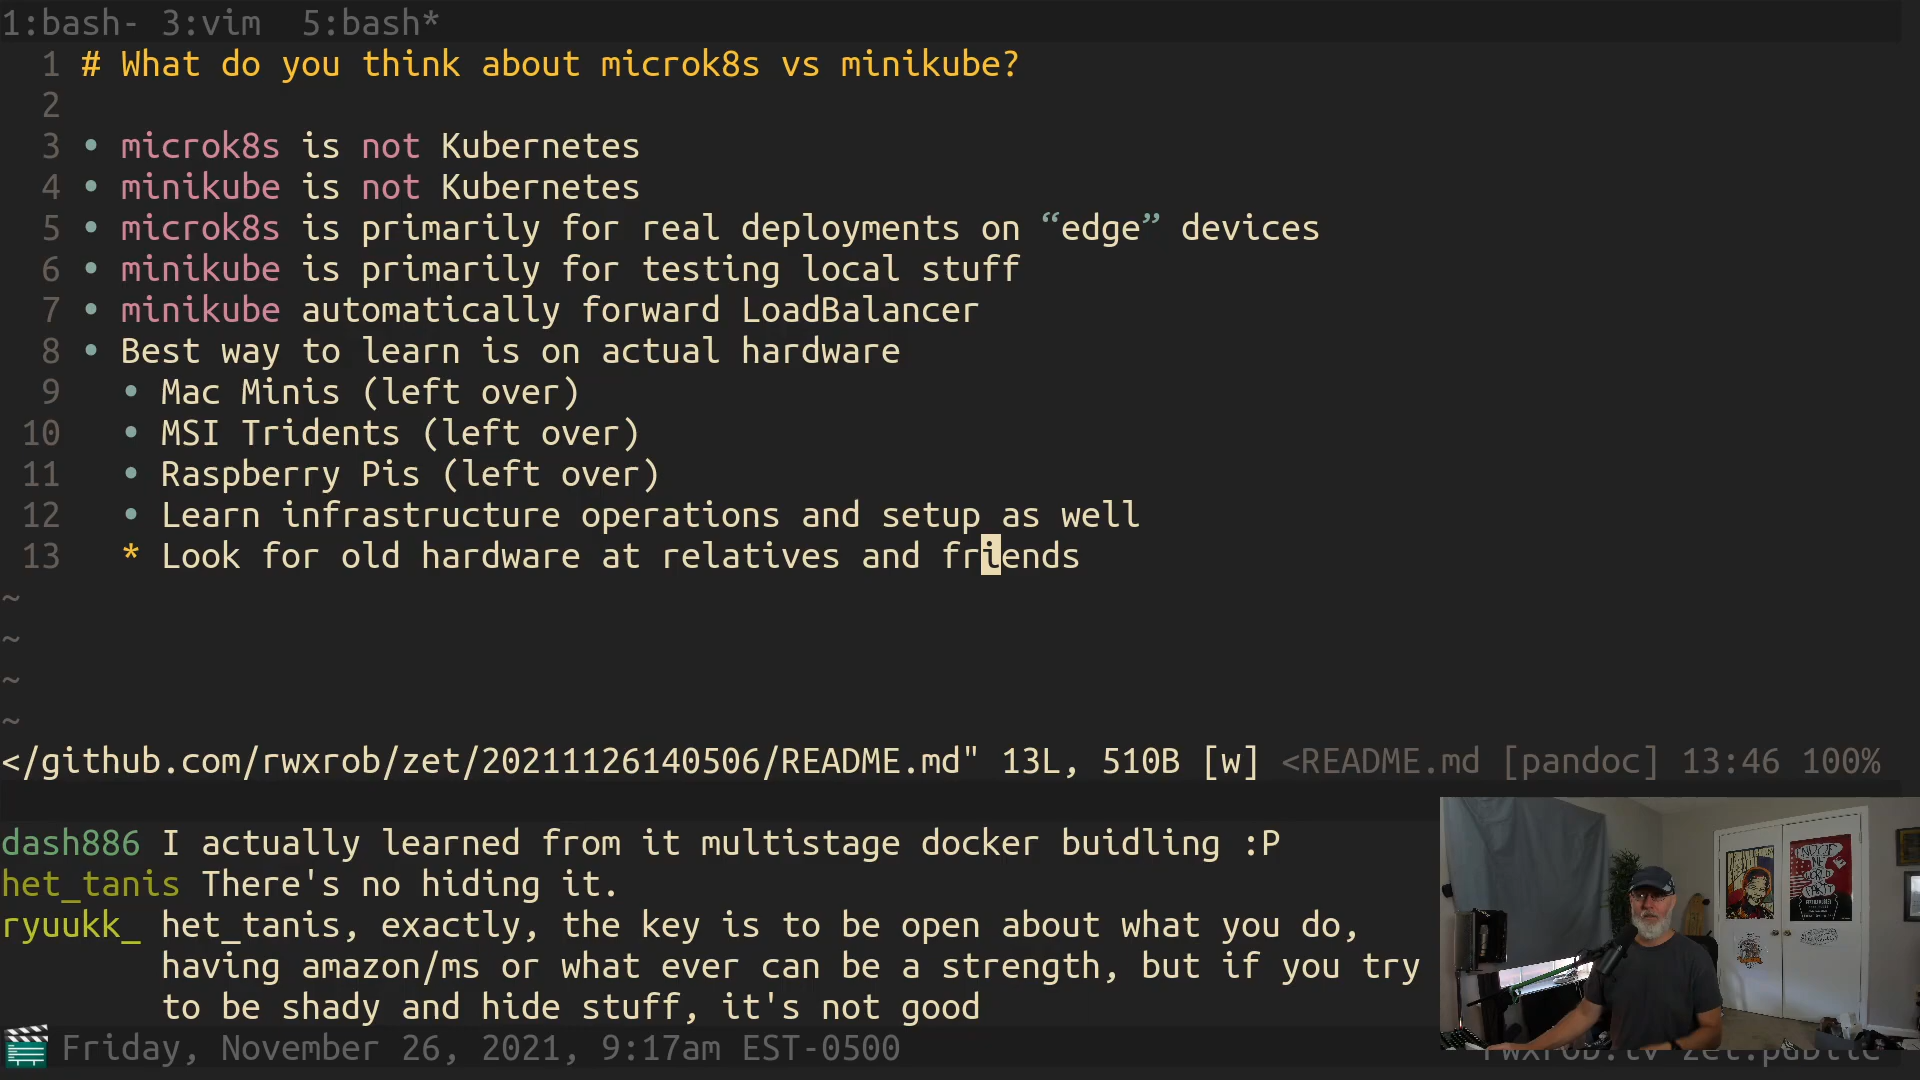 1:bash- 3:vim  5:bash*
1 # What do you think about microk8s vs minikube?
2
3 • microk8s is not Kubernetes
4 • minikube is not Kubernetes
5 • microk8s is primarily for real deployments on “edge” devices
6 • minikube is primarily for testing local stuff
7 • minikube automatically forward LoadBalancer
8 • Best way to learn is on actual hardware
9   • Mac Minis (left over)
10   • MSI Tridents (left over)
11   • Raspberry Pis (left over)
12   • Learn infrastructure operations and setup as well
13   * Look for old hardware at relatives and friends
~
~
~
~
</github.com/rwxrob/zet/20211126140506/README.md" 13L, 510B [w] <README.md [pandoc] 13:46 100%
dash886 I actually learned from it multistage docker buidling :P
het_tanis There's no hiding it.
ryuukk_ het_tanis, exactly, the key is to be open about what you do,
having amazon/ms or what ever can be a strength, but if you try
to be shady and hide stuff, it's not good
Friday, November 26, 2021, 9:17am EST-0500
rwxrob.tv zet.public